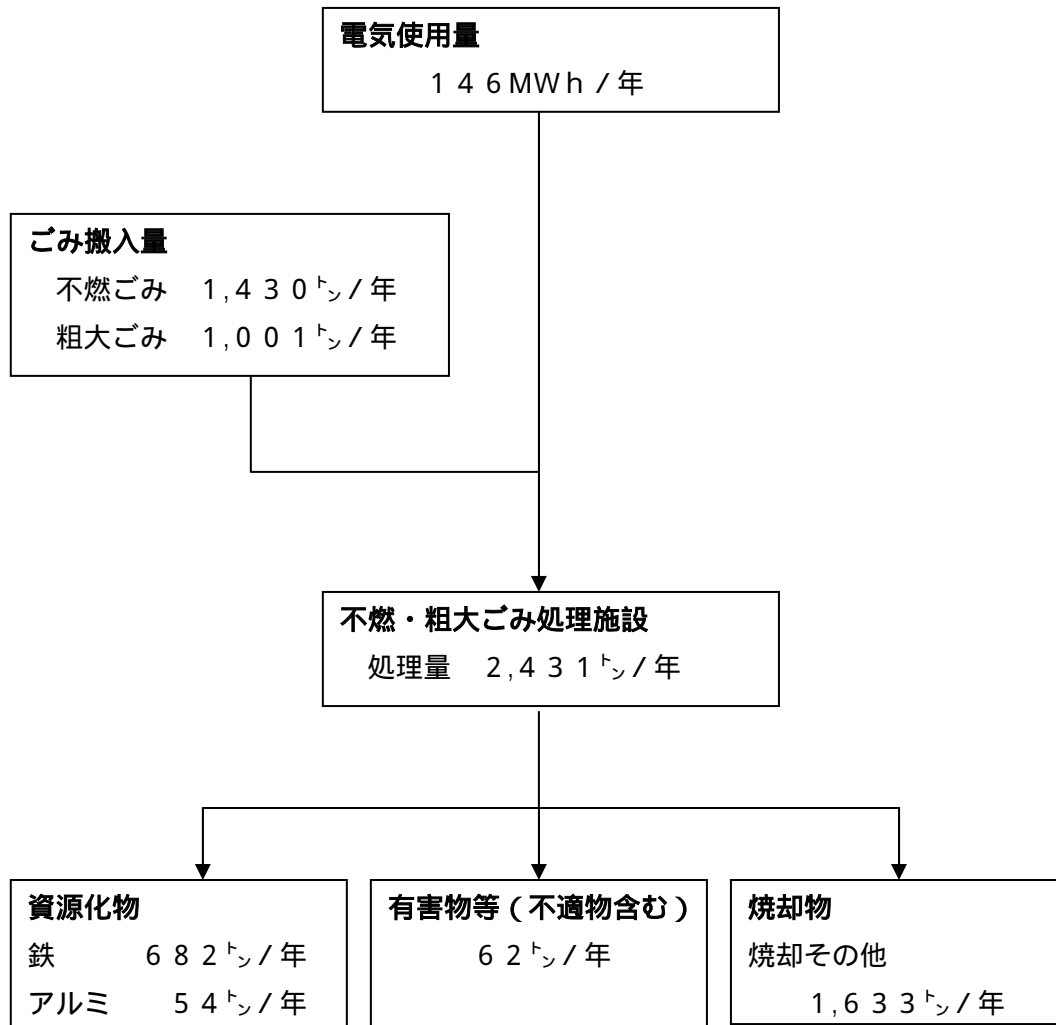 電気使用量
146MWh/年
ごみ搬入量
不燃ごみ 1,430㌧/年
粗大ごみ 1,001㌧/年
不燃・粗大ごみ処理施設
処理量 2,431㌧/年
資源化物
鉄 682㌧/年
アルミ 54㌧/年
有害物等(不適物含む)
62㌧/年
焼却物
焼却その他
1,633㌧/年